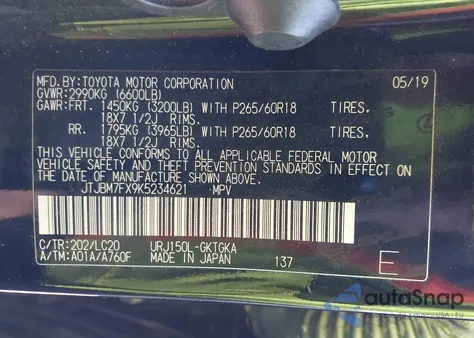 MFD. BY: TOYOTA MOTOR CORPORATION 05/19
GVWR: 2990KG (6600LB)
GAWR: FRT. 1450KG (3200LB) WITH P265/60R18 TIRES.
18X7 1/2J RIMS.
RR. 1795KG (3965LB) WITH P265/60R18 TIRES.
18X7 1/2J RIMS.
THIS VEHICLE CONFORMS TO ALL APPLICABLE FEDERAL MOTOR
VEHICLE SAFETY AND THEFT PREVENTION STANDARDS IN EFFECT ON
THE DATE OF MANUFACTURE SHOWN ABOVE.
JTJBM7FX9K5234621 MPV
C/TR: 202/LC20 URJ150L-GKTGKA
A/TM: A01A/A760F MADE IN JAPAN 137 E
autoSnap